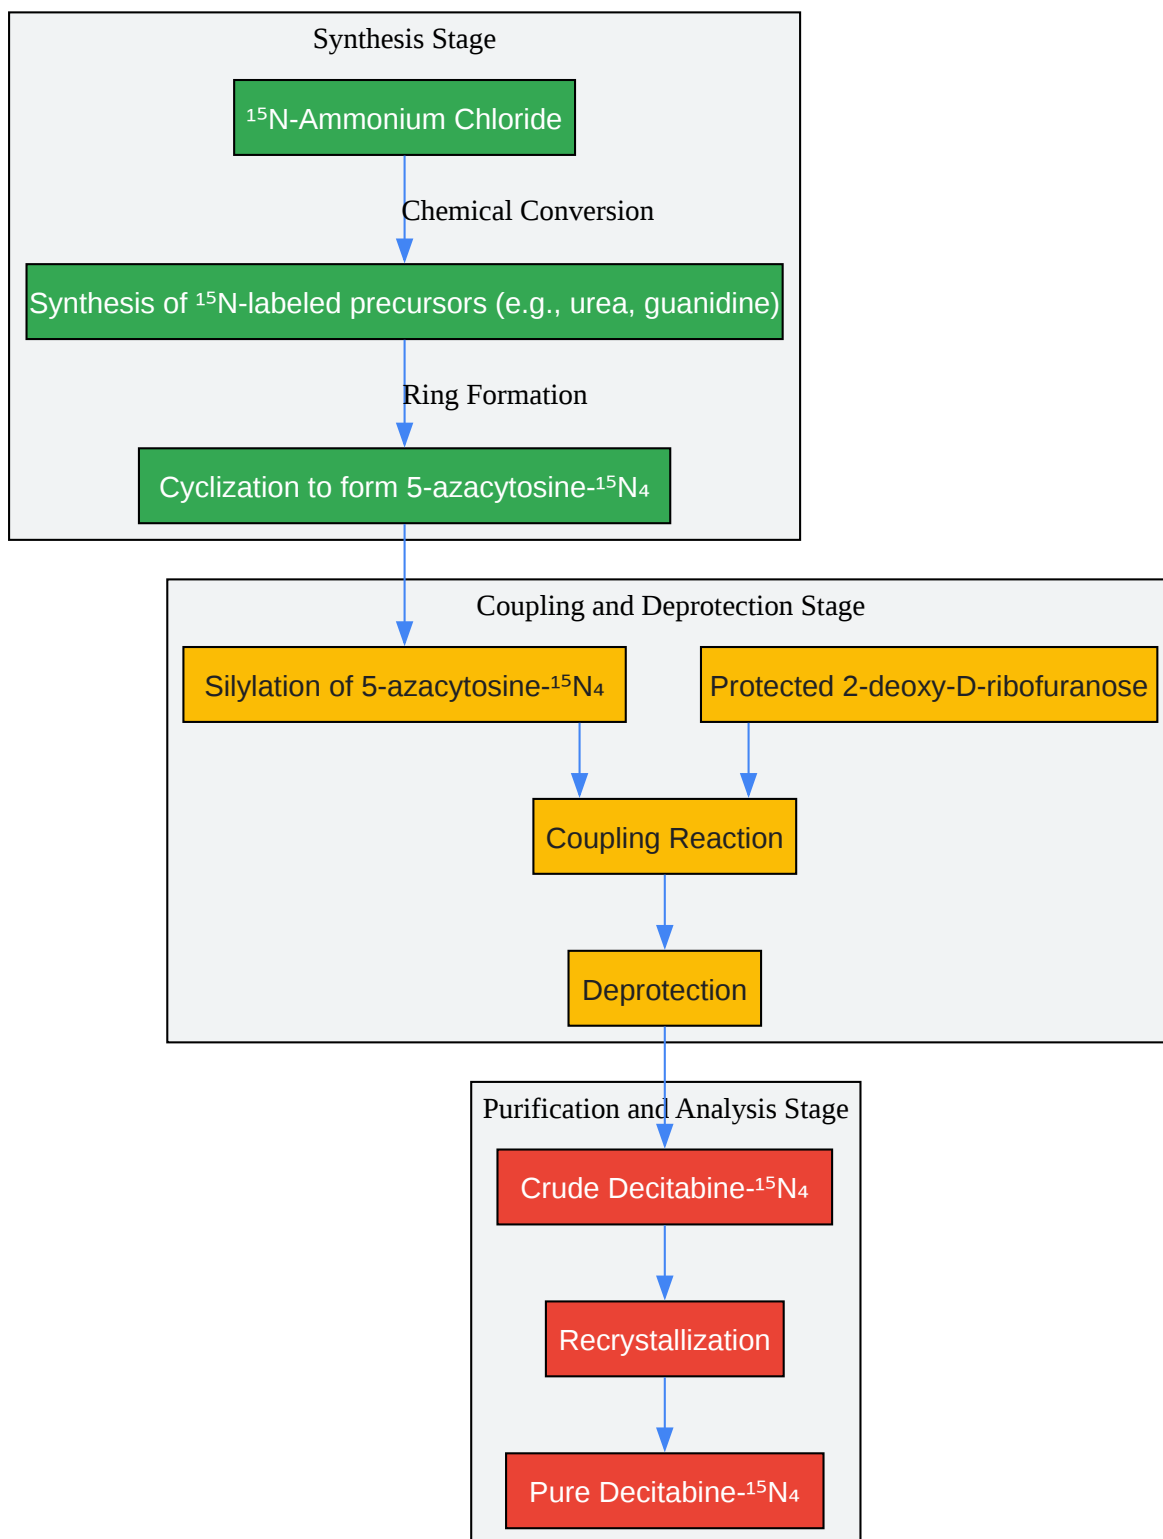 Synthesis Stage
¹⁵N-Ammonium Chloride
Chemical Conversion
Synthesis of ¹⁵N-labeled precursors (e.g., urea, guanidine)
Ring Formation
Cyclization to form 5-azacytosine-¹⁵N₄
Coupling and Deprotection Stage
Silylation of 5-azacytosine-¹⁵N₄
Protected 2-deoxy-D-ribofuranose
Coupling Reaction
Deprotection
Purification and Analysis Stage
Crude Decitabine-¹⁵N₄
Recrystallization
Pure Decitabine-¹⁵N₄